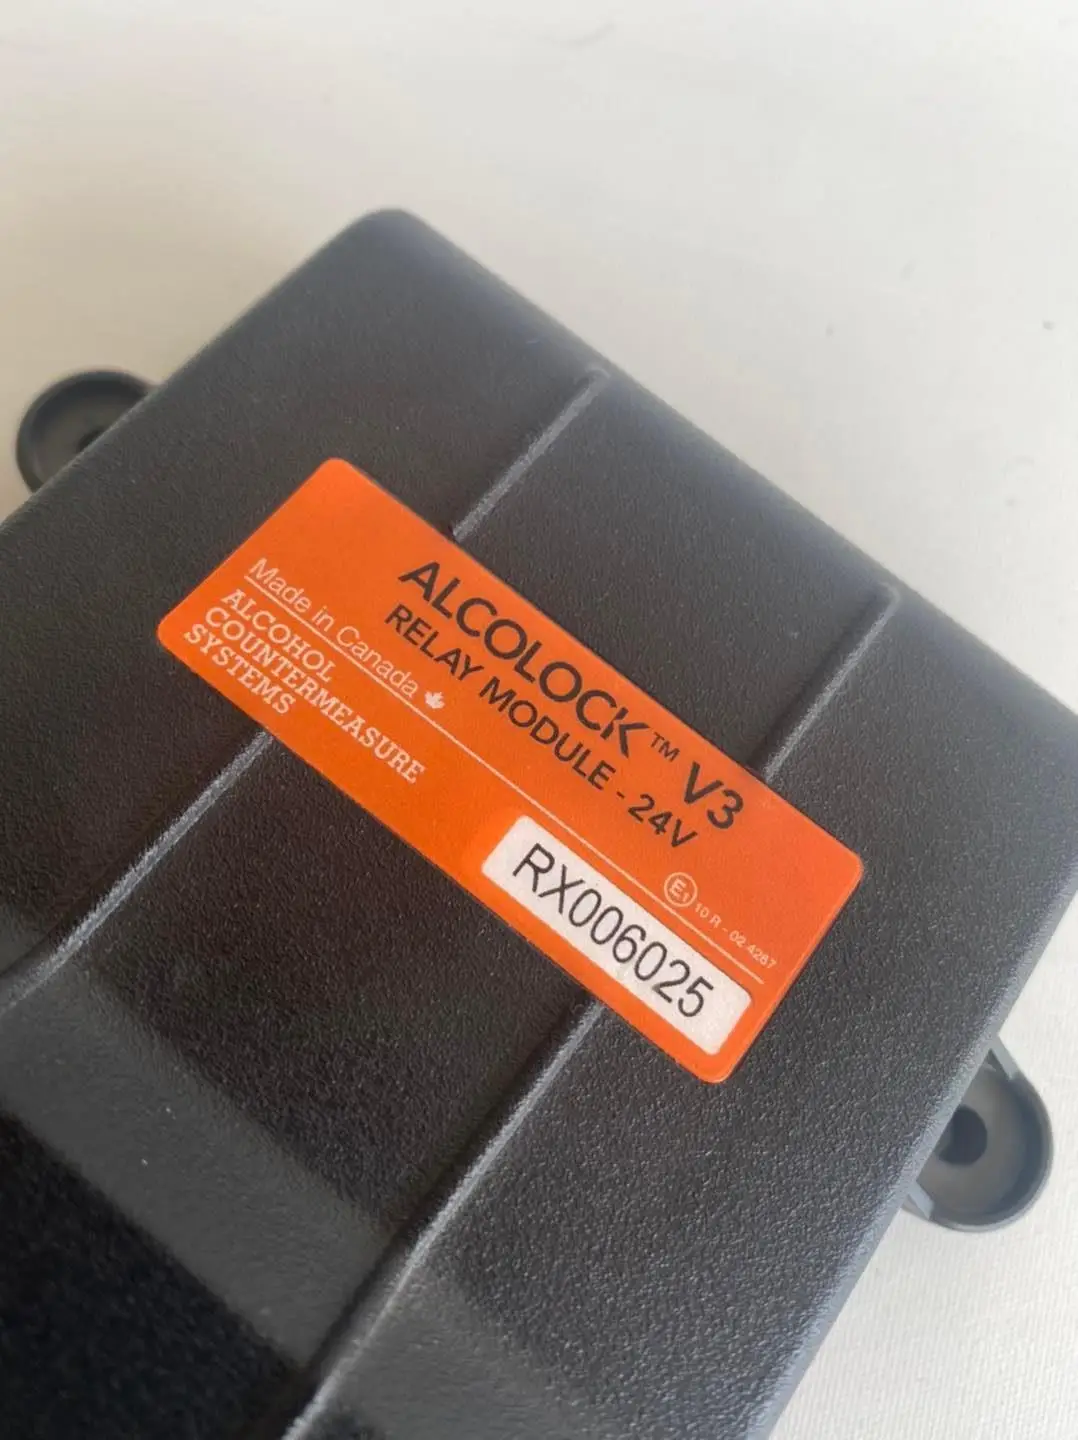 ALCOLOCK™ V3
RELAY MODULE - 24V
Made in Canada
ALCOHOL
COUNTERMEASURE
SYSTEMS
E1 10 R - 02 4287
RX006025